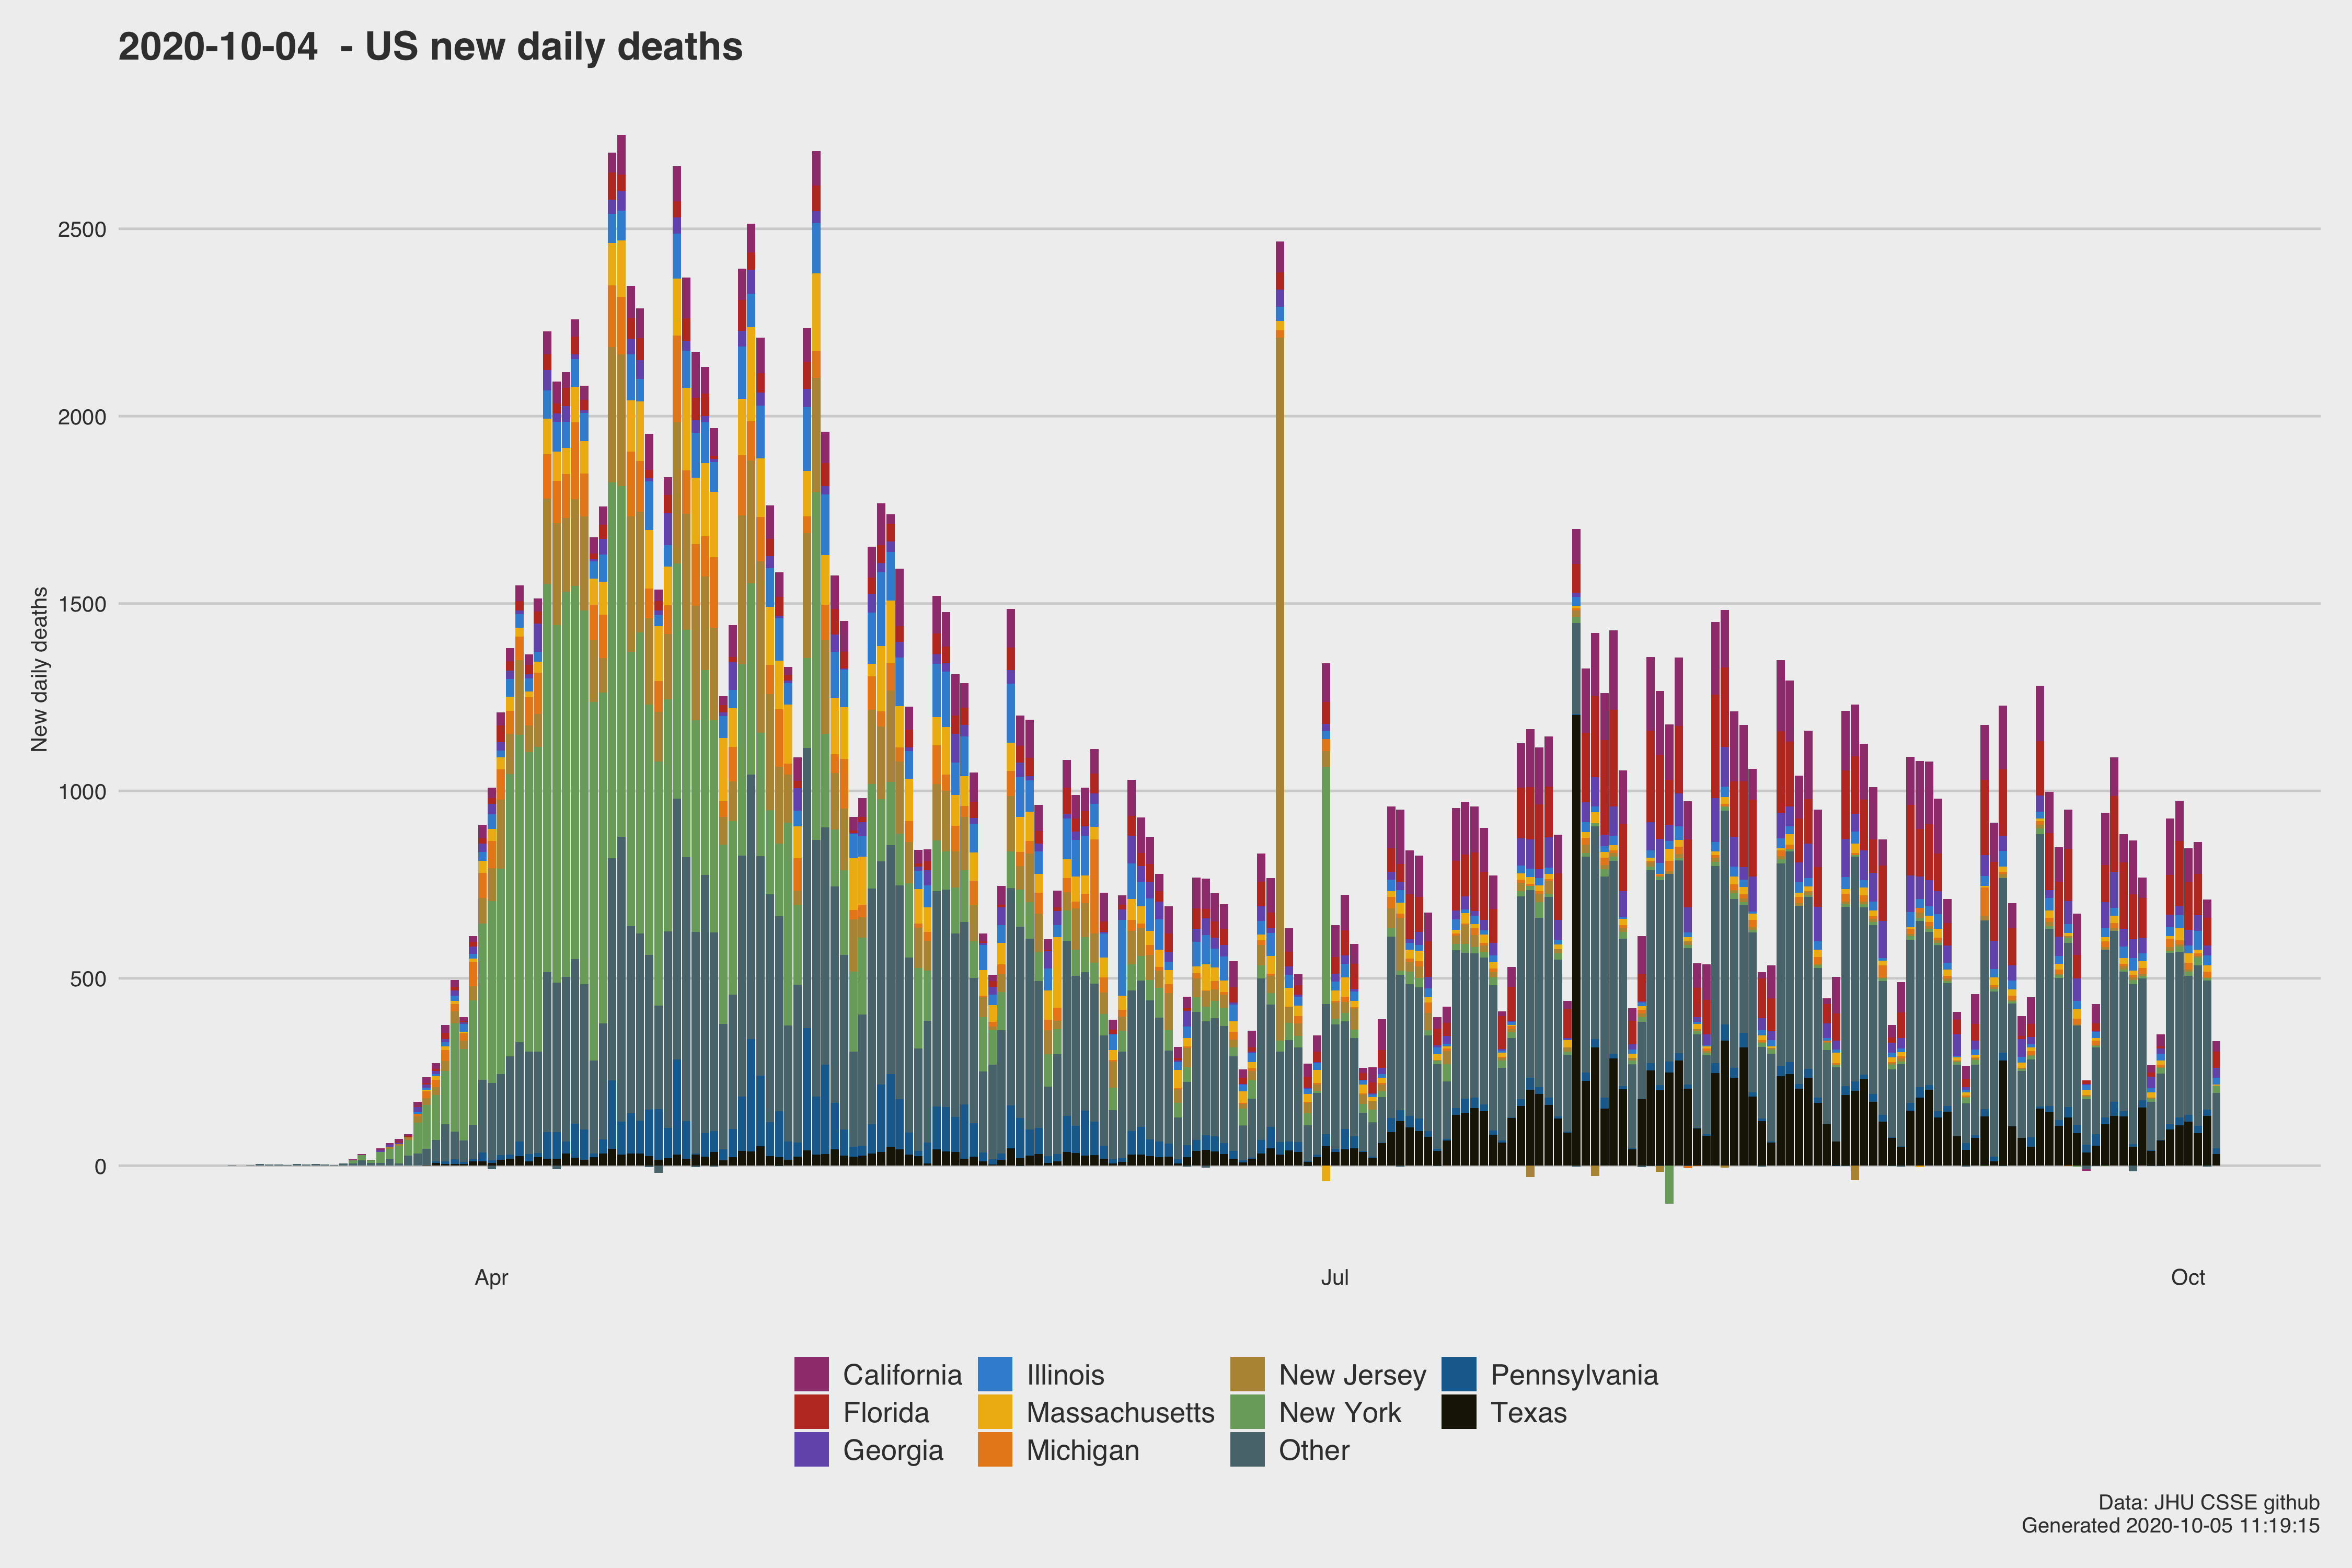 2020-10-04  - US new daily deaths
New daily deaths
2500
2000
1500
1000
500
0
Apr
Jul
Oct
California
Florida
Georgia
Illinois
Massachusetts
Michigan
New Jersey
New York
Other
Pennsylvania
Texas
Data: JHU CSSE github
Generated 2020-10-05 11:19:15